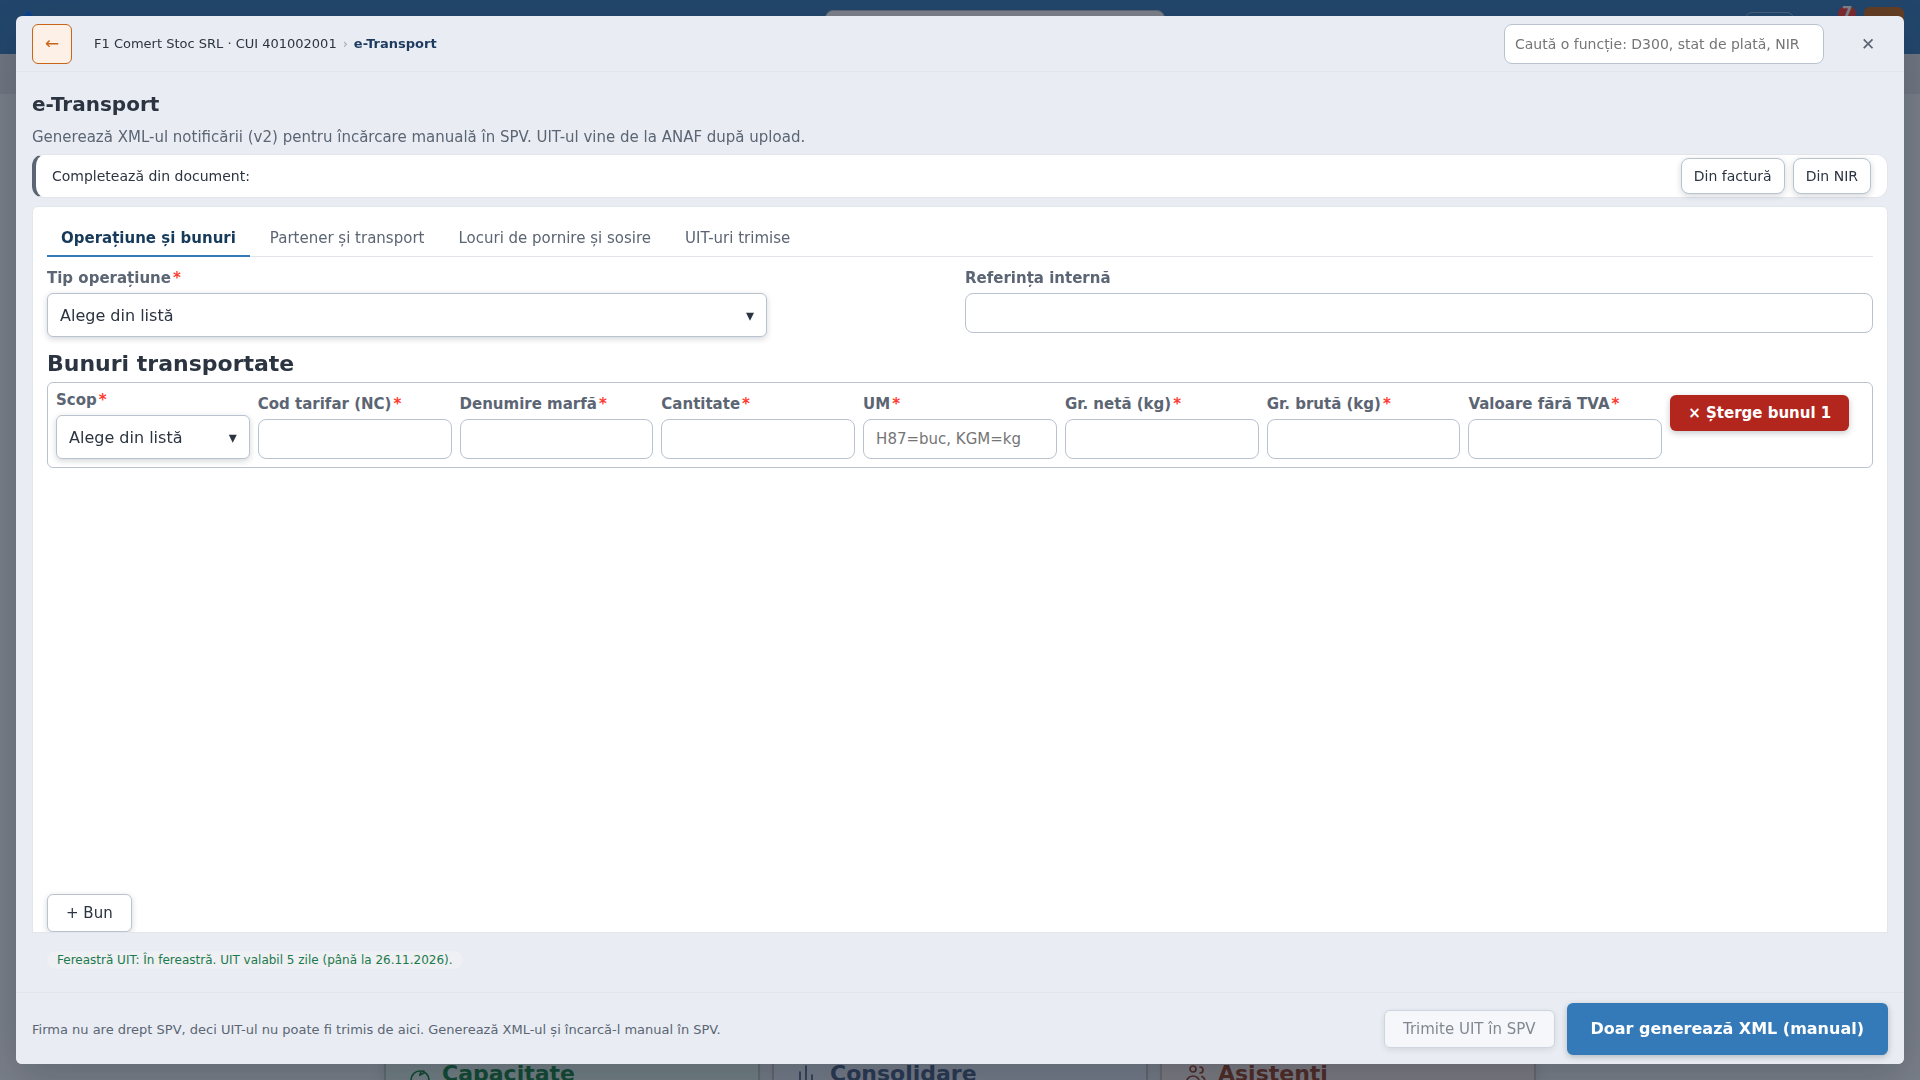 7
← F1 Comert Stoc SRL · CUI 401002001 › e-Transport
Caută o funcție: D300, stat de plată, NIR
✕
e-Transport
Generează XML-ul notificării (v2) pentru încărcare manuală în SPV. UIT-ul vine de la ANAF după upload.
Completează din document:
Din factură
Din NIR
Operațiune și bunuri
Partener și transport
Locuri de pornire și sosire
UIT-uri trimise
Tip operațiune*
Referința internă
Alege din listă ▼
Bunuri transportate
Scop*
Cod tarifar (NC)*
Denumire marfă*
Cantitate*
UM*
Gr. netă (kg)*
Gr. brută (kg)*
Valoare fără TVA*
× Șterge bunul 1
Alege din listă ▼
H87=buc, KGM=kg
+ Bun
Fereastră UIT: În fereastră. UIT valabil 5 zile (până la 26.11.2026).
Firma nu are drept SPV, deci UIT-ul nu poate fi trimis de aici. Generează XML-ul și încarcă-l manual în SPV.
Trimite UIT în SPV
Doar generează XML (manual)
Capacitate
Consolidare
Asistenți